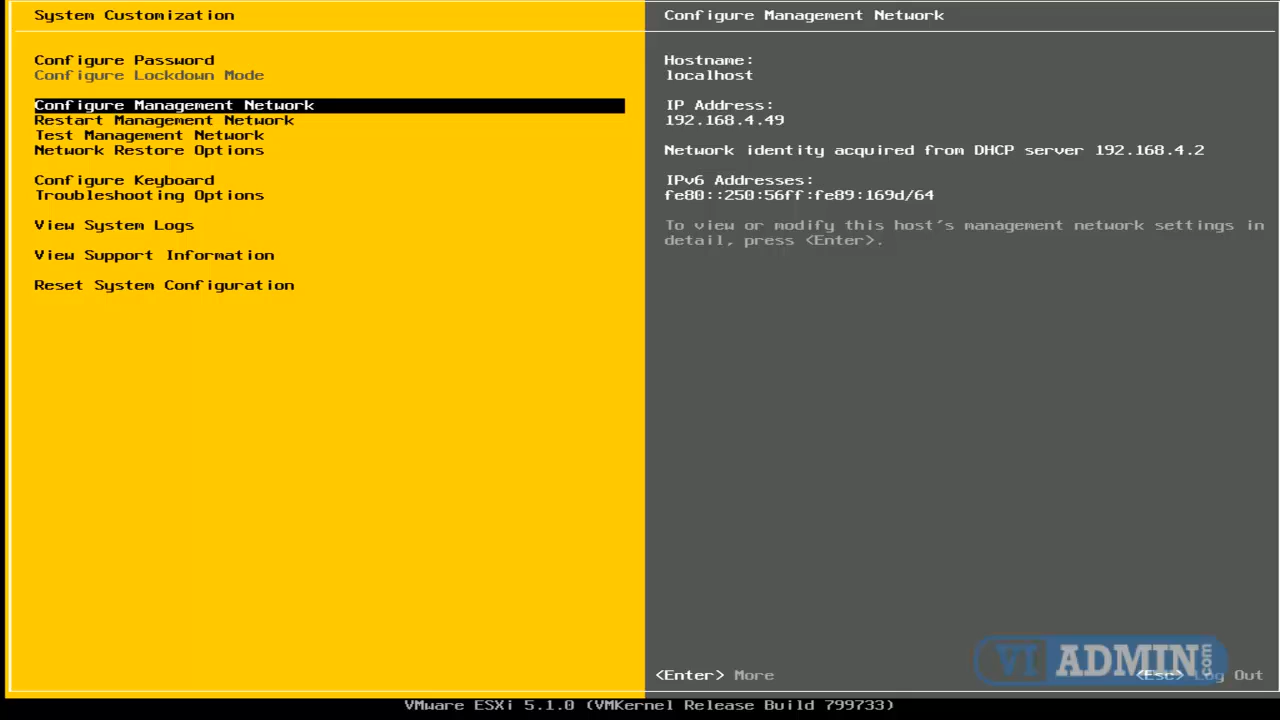 System Customization
Configure Password
Configure Lockdown Mode
Configure Management Network
Restart Management Network
Test Management Network
Network Restore Options
Configure Keyboard
Troubleshooting Options
View System Logs
View Support Information
Reset System Configuration
Configure Management Network
Hostname:
localhost
IP Address:
192.168.4.49
Network identity acquired from DHCP server 192.168.4.2
IPv6 Addresses:
fe80::250:56ff:fe89:169d/64
To view or modify this host's management network settings in
detail, press <Enter>.
VI ADMIN.com
<Enter> More
<Esc> Log Out
VMware ESXi 5.1.0 (VMKernel Release Build 799733)